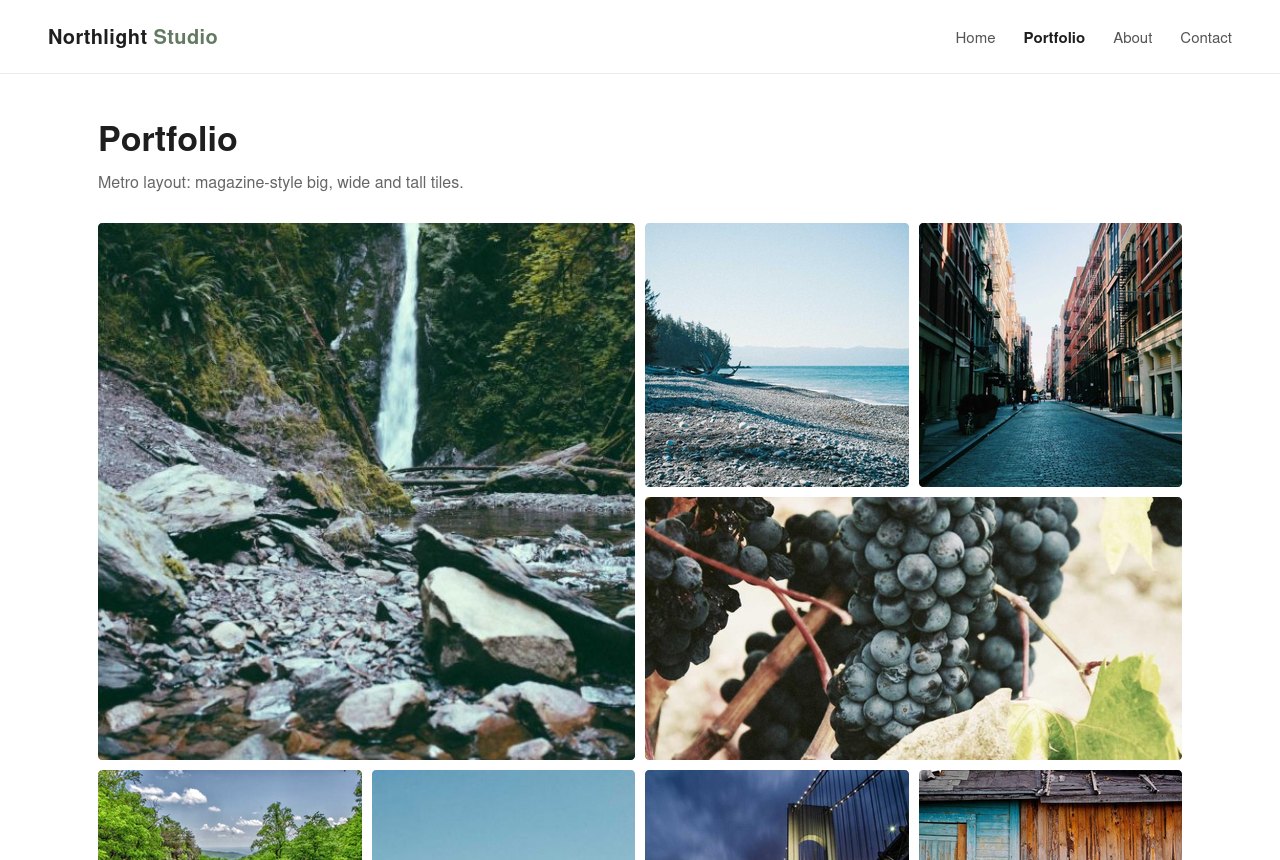 Northlight Studio
Home Portfolio About Contact
Portfolio
Metro layout: magazine-style big, wide and tall tiles.